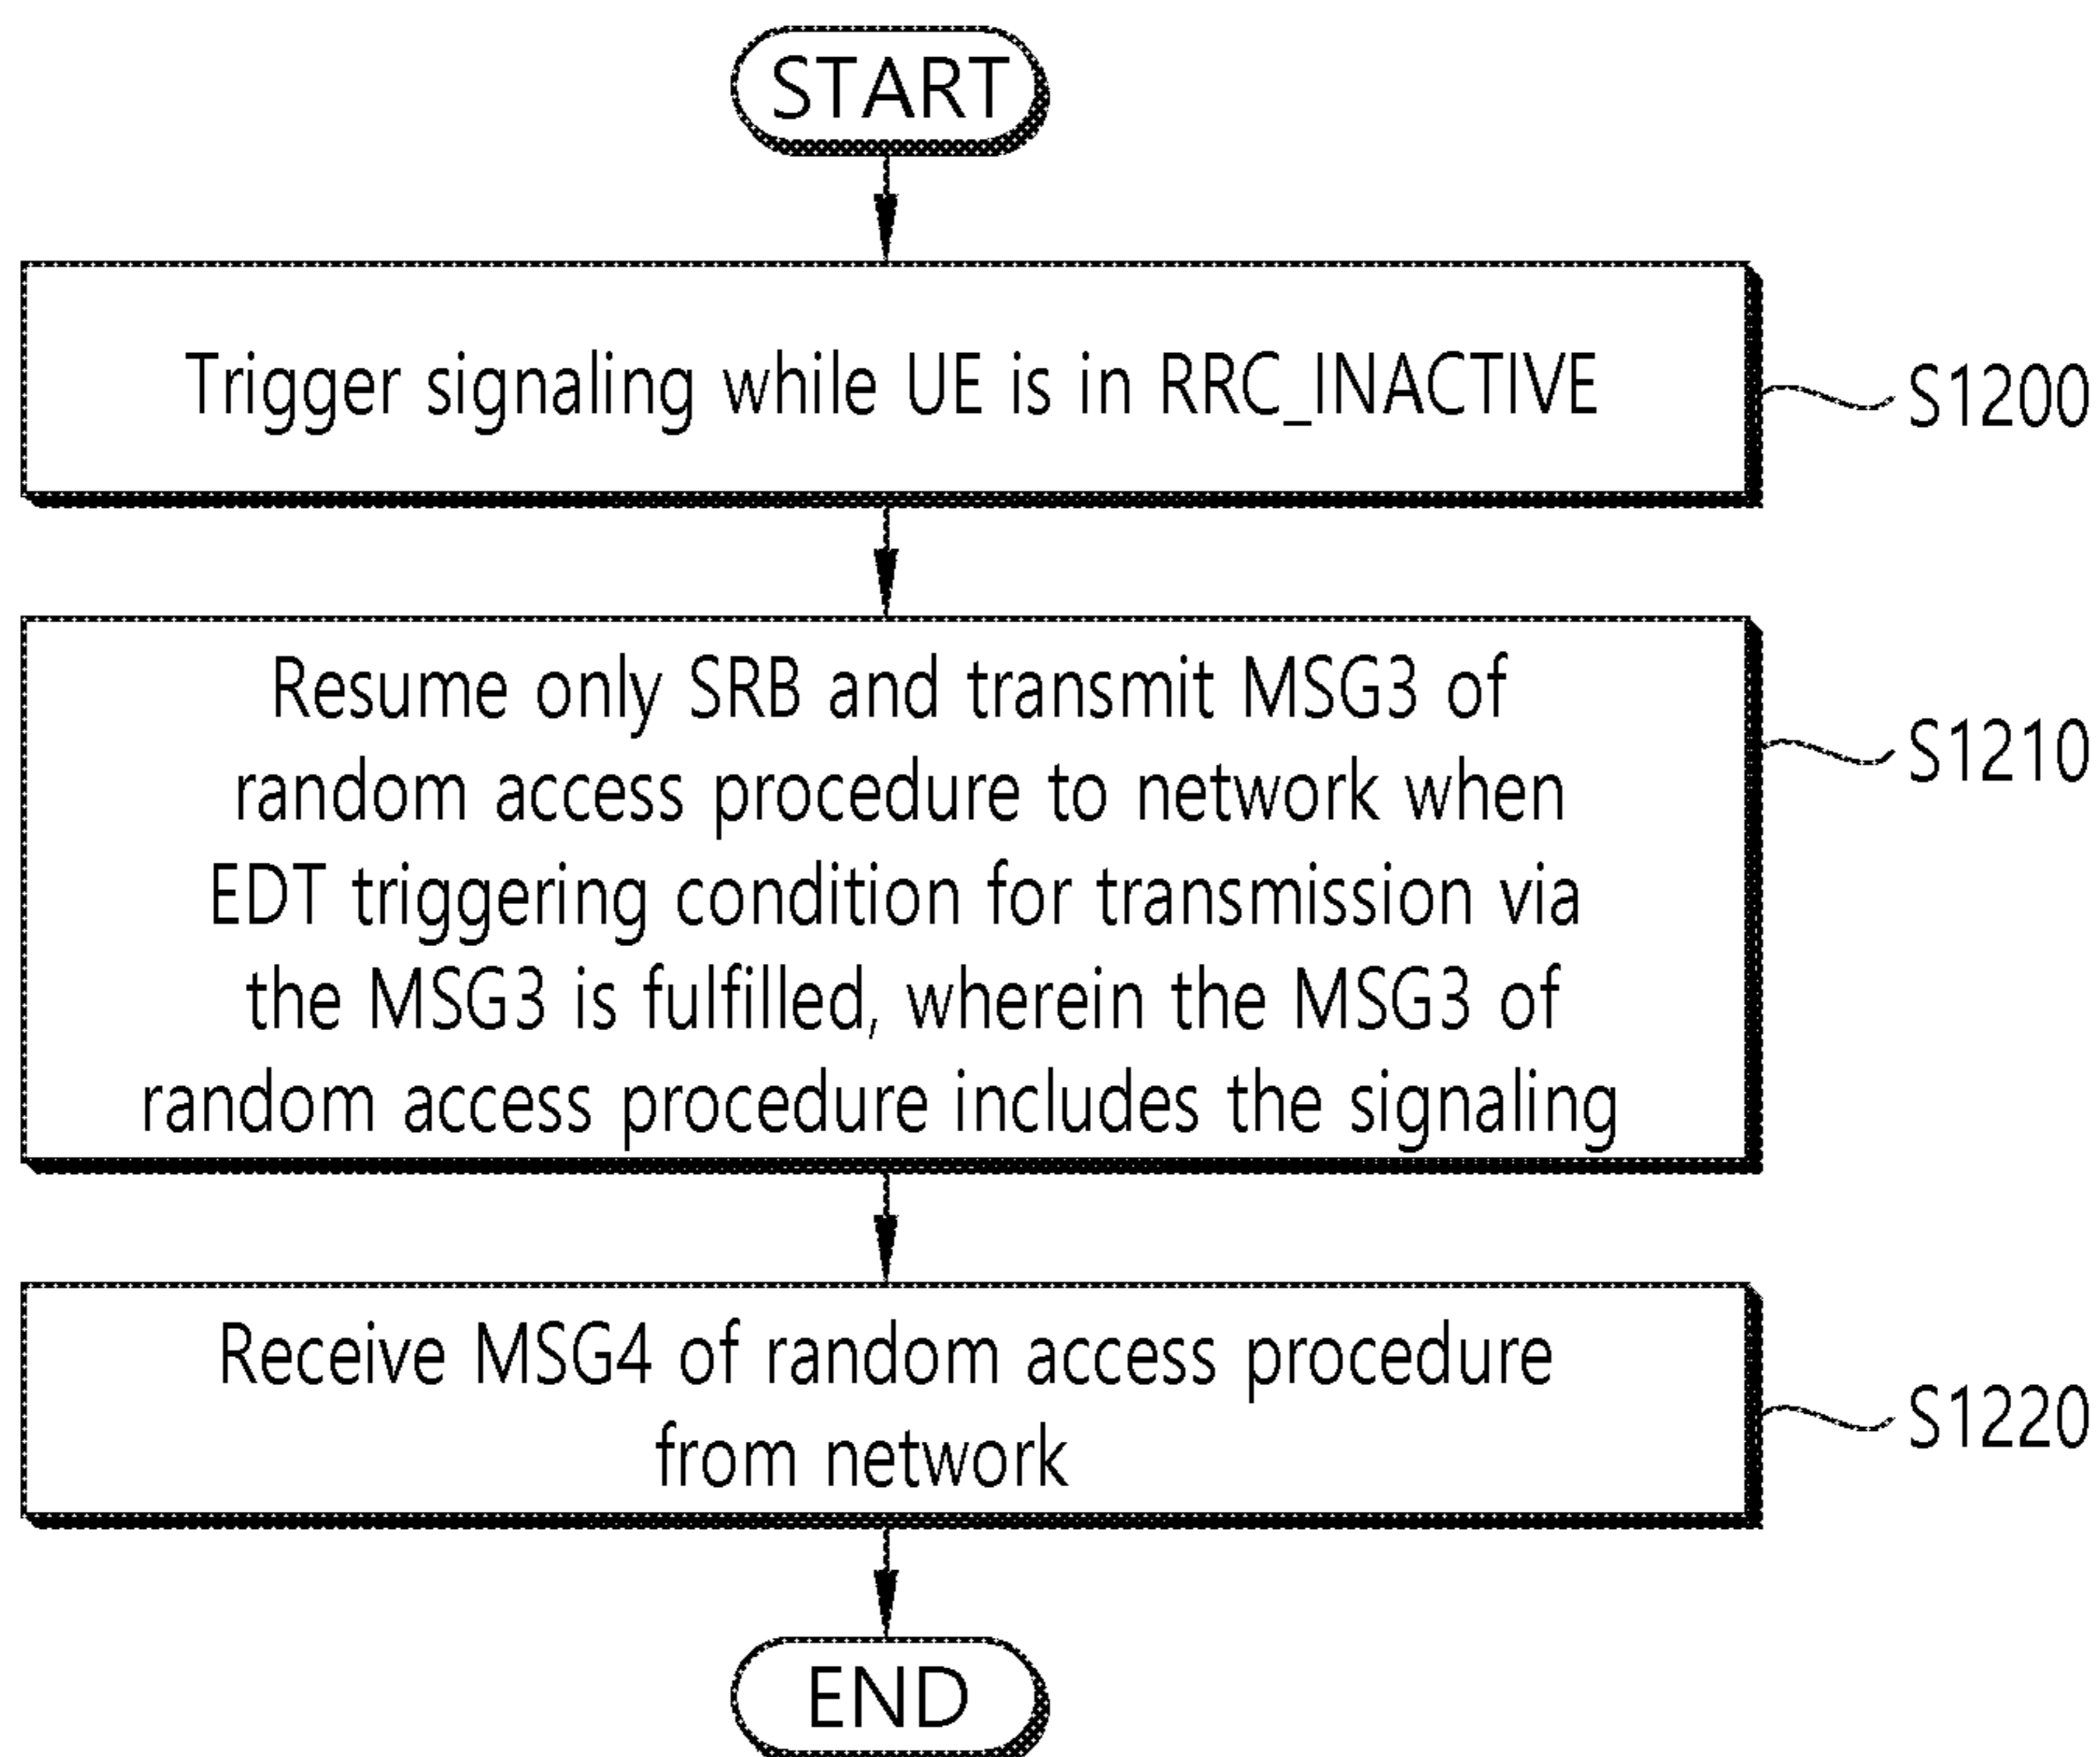 START
Trigger signaling while UE is in RRC_INACTIVE
S1200
Resume only SRB and transmit MSG3 of
random access procedure to network when
EDT triggering condition for transmission via
the MSG3 is fulfilled, wherein the MSG3 of
random access procedure includes the signaling
S1210
Receive MSG4 of random access procedure
from network
S1220
END